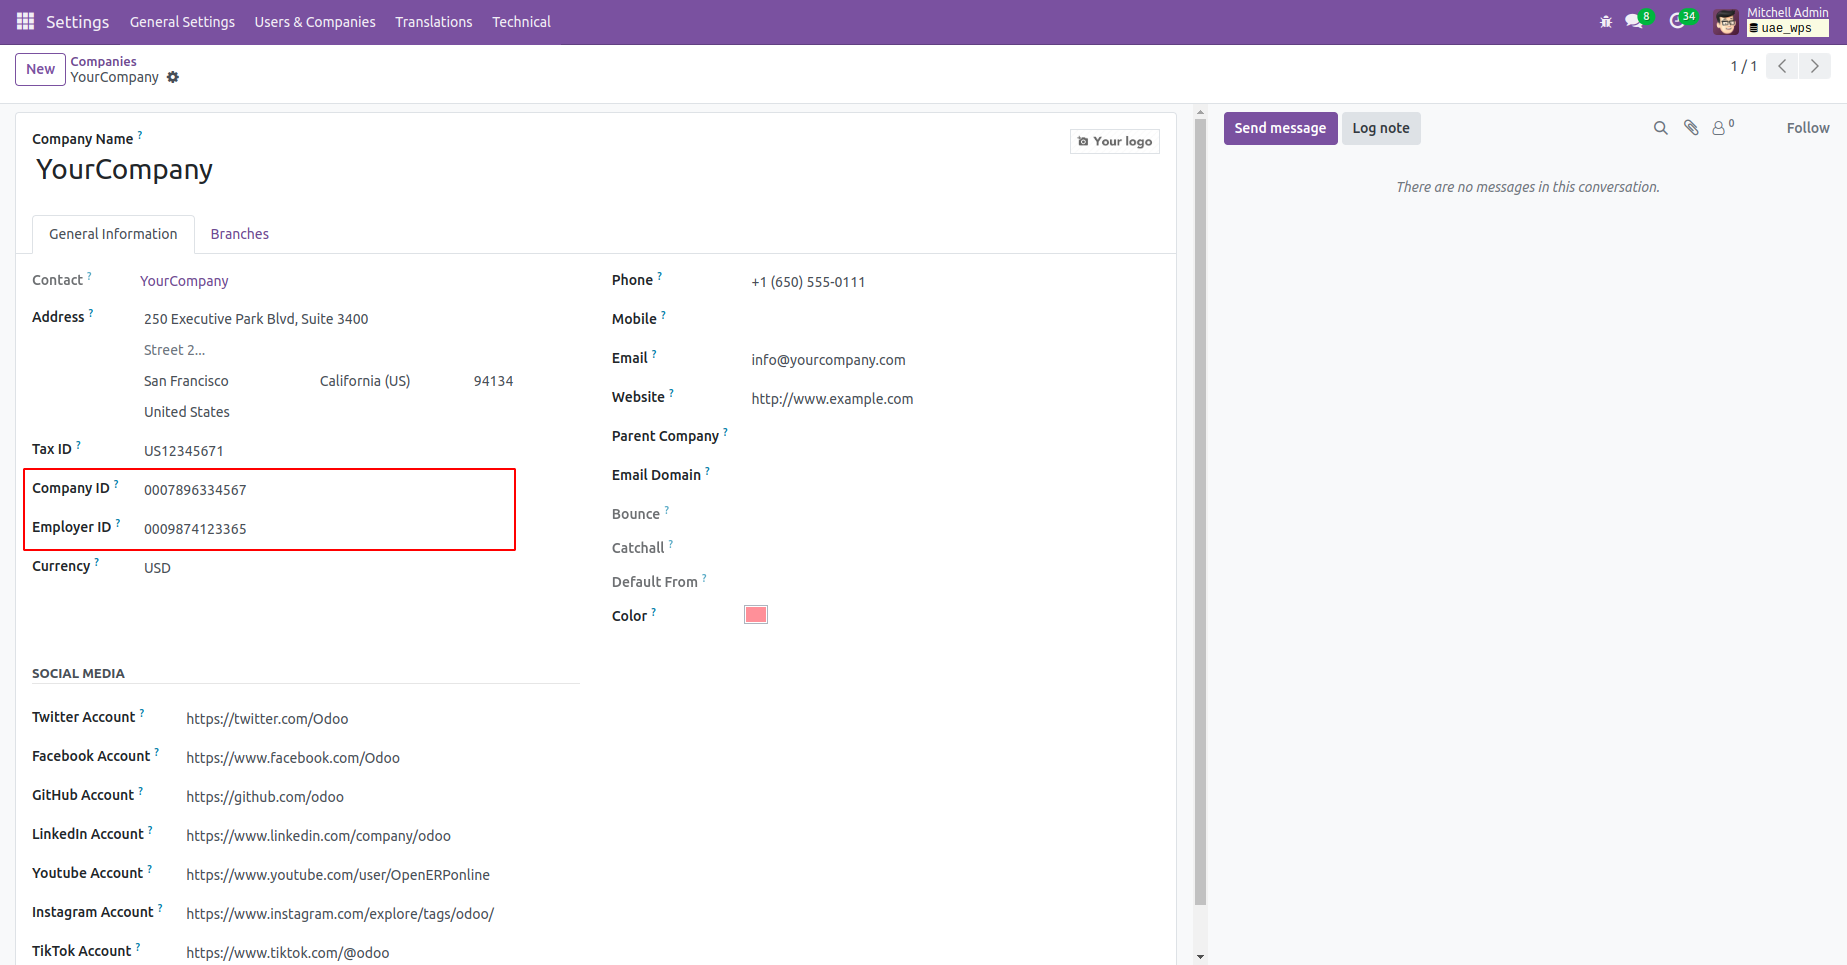 Settings General Settings Users & Companies Translations Technical 8 34 Mitchell Admin
uae_wps
New Companies
YourCompany
1 / 1
Company Name ?
Your logo
YourCompany
General Information Branches
Contact ? YourCompany
Address ? 250 Executive Park Blvd, Suite 3400
Street 2...
San Francisco California (US) 94134
United States
Tax ID ? US12345671
Company ID ? 0007896334567
Employer ID ? 0009874123365
Currency ? USD
Phone ? +1 (650) 555-0111
Mobile ?
Email ? info@yourcompany.com
Website ? http://www.example.com
Parent Company ?
Email Domain ?
Bounce ?
Catchall ?
Default From ?
Color ?
SOCIAL MEDIA
Twitter Account ? https://twitter.com/Odoo
Facebook Account ? https://www.facebook.com/Odoo
GitHub Account ? https://github.com/odoo
LinkedIn Account ? https://www.linkedin.com/company/odoo
Youtube Account ? https://www.youtube.com/user/OpenERPonline
Instagram Account ? https://www.instagram.com/explore/tags/odoo/
TikTok Account ? https://www.tiktok.com/@odoo
Send message Log note 0 Follow
There are no messages in this conversation.